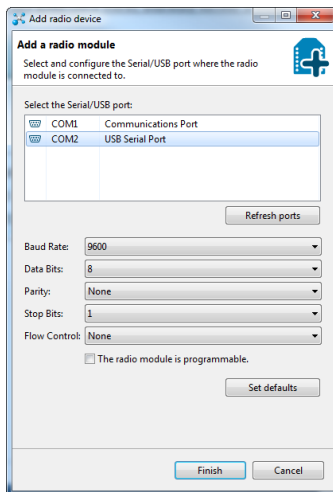 Add radio device
Add a radio module
Select and configure the Serial/USB port where the radio
module is connected to.
Select the Serial/USB port:
COM1 Communications Port
COM2 USB Serial Port
Refresh ports
Baud Rate: 9600
Data Bits: 8
Parity: None
Stop Bits: 1
Flow Control: None
The radio module is programmable.
Set defaults
Finish Cancel